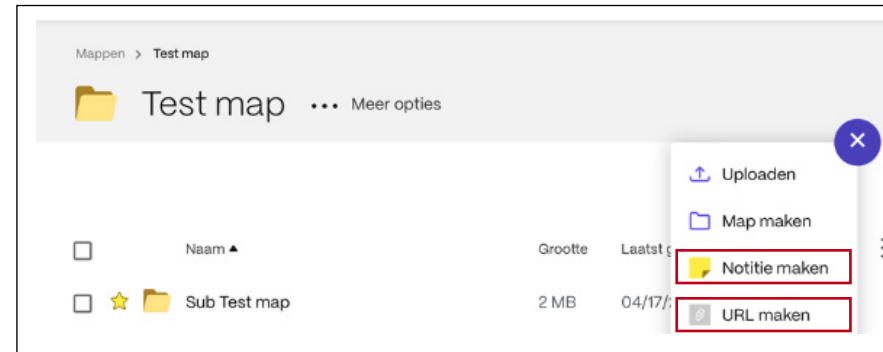 Mappen > Test map
Test map ... Meer opties
Uploaden
Map maken
Naam ▲ Grootte Laatst
Notitie maken
Sub Test map 2 MB 04/17/
URL maken